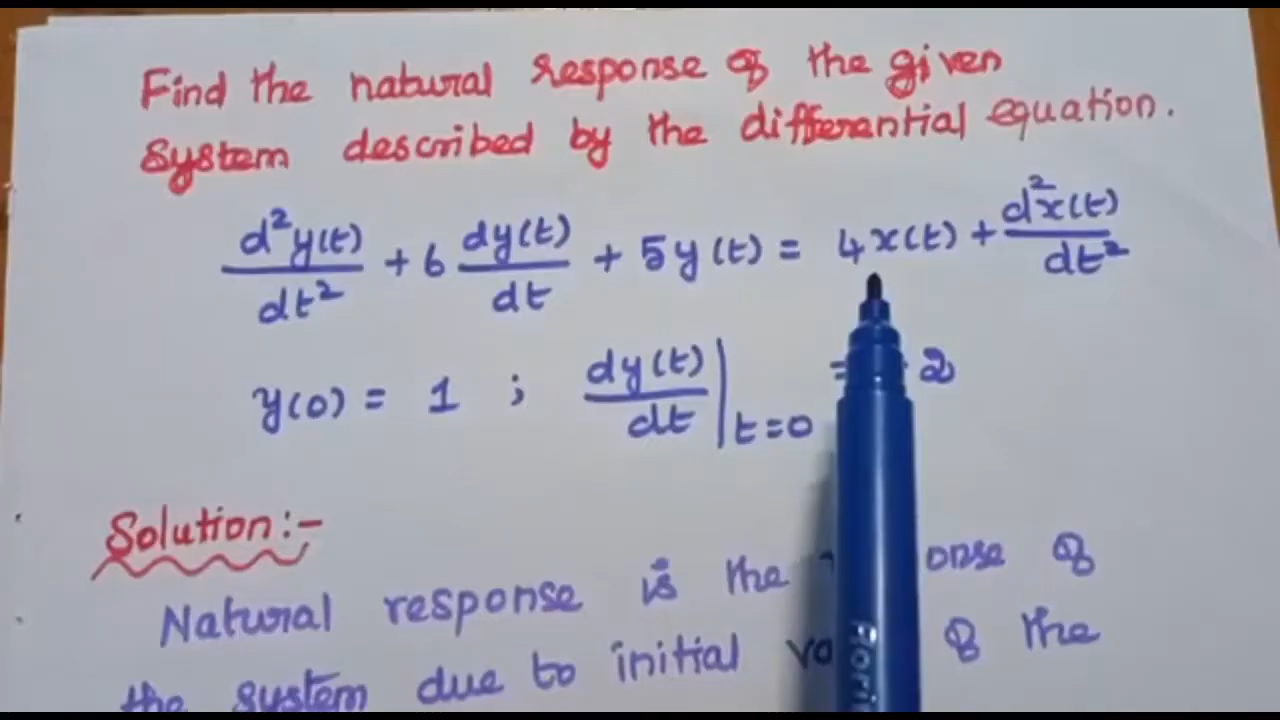 Find the natural response of the given
system described by the differential equation.
d²y(t)/dt² + 6 dy(t)/dt + 5y(t) = 4x(t) + d²x(t)/dt²
y(0) = 1 ; dy(t)/dt | t=0 = 2
Solution:-
Natural response is the of
the system due to initial of the
Flori